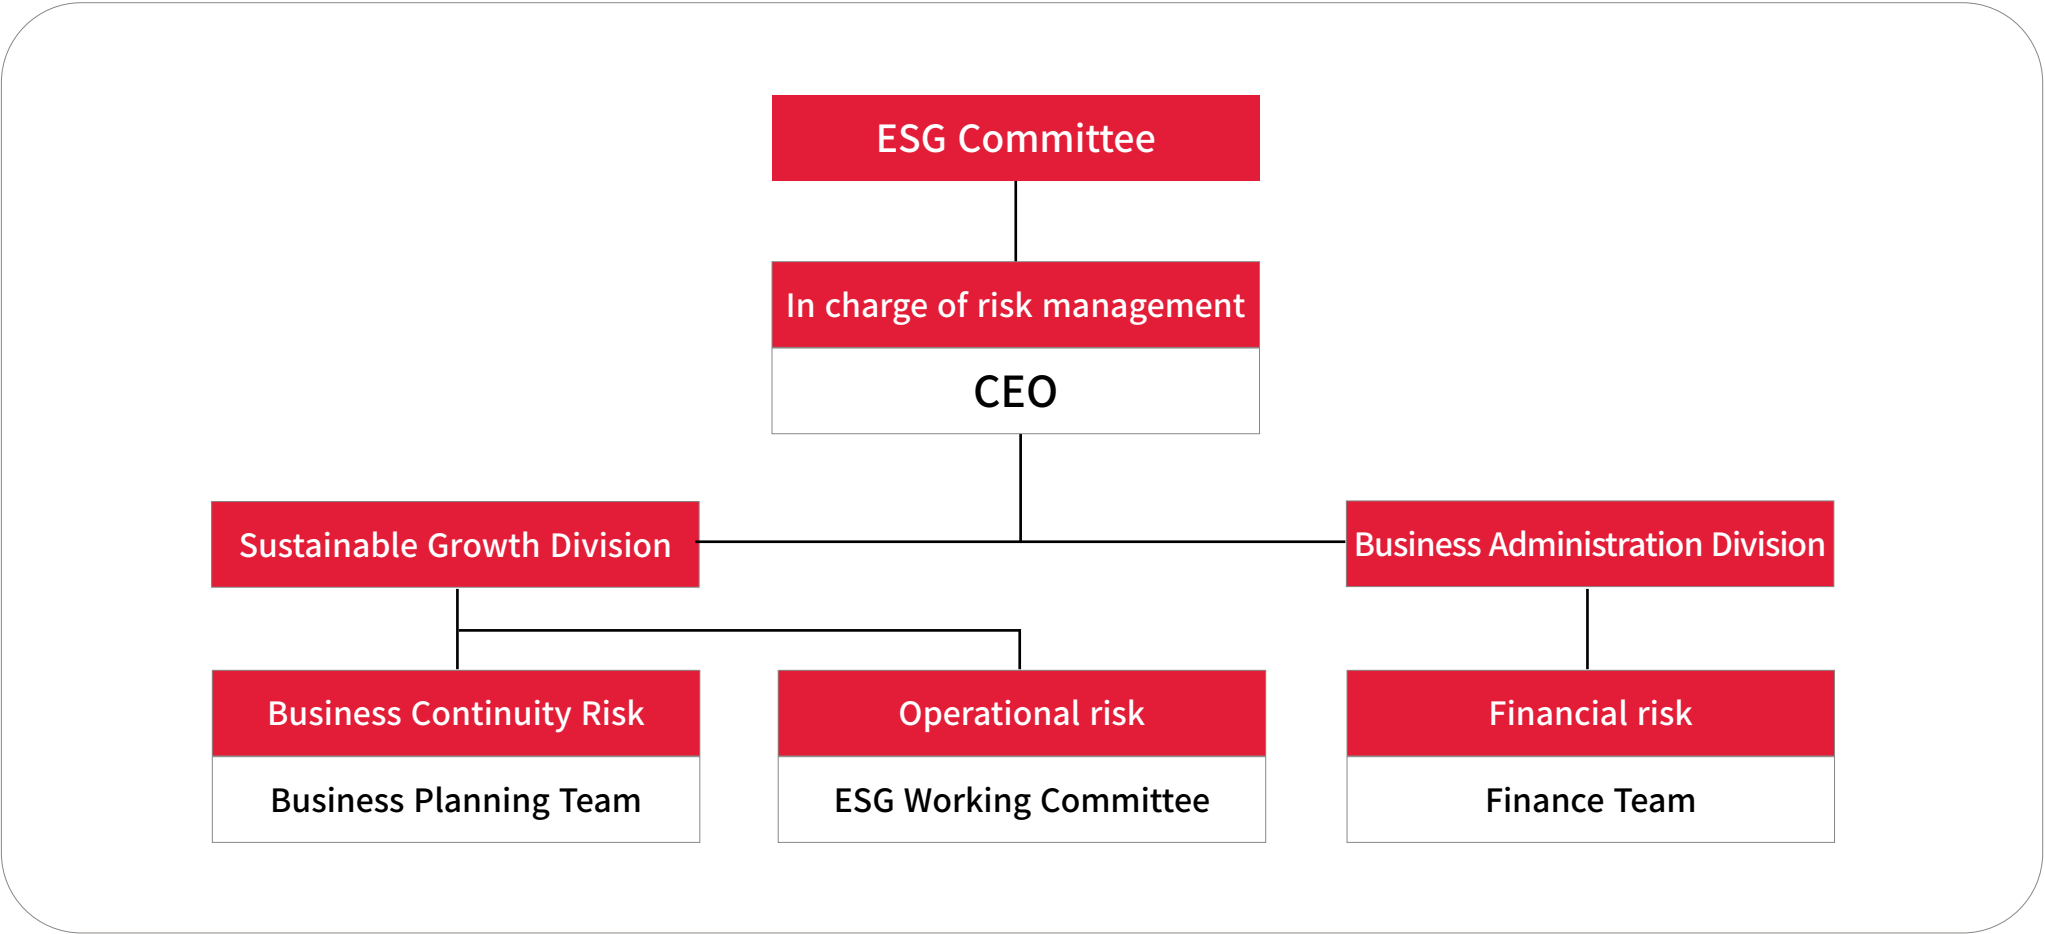 ESG Committee
In charge of risk management
CEO
Sustainable Growth Division
Business Administration Division
Business Continuity Risk
Business Planning Team
Operational risk
ESG Working Committee
Financial risk
Finance Team